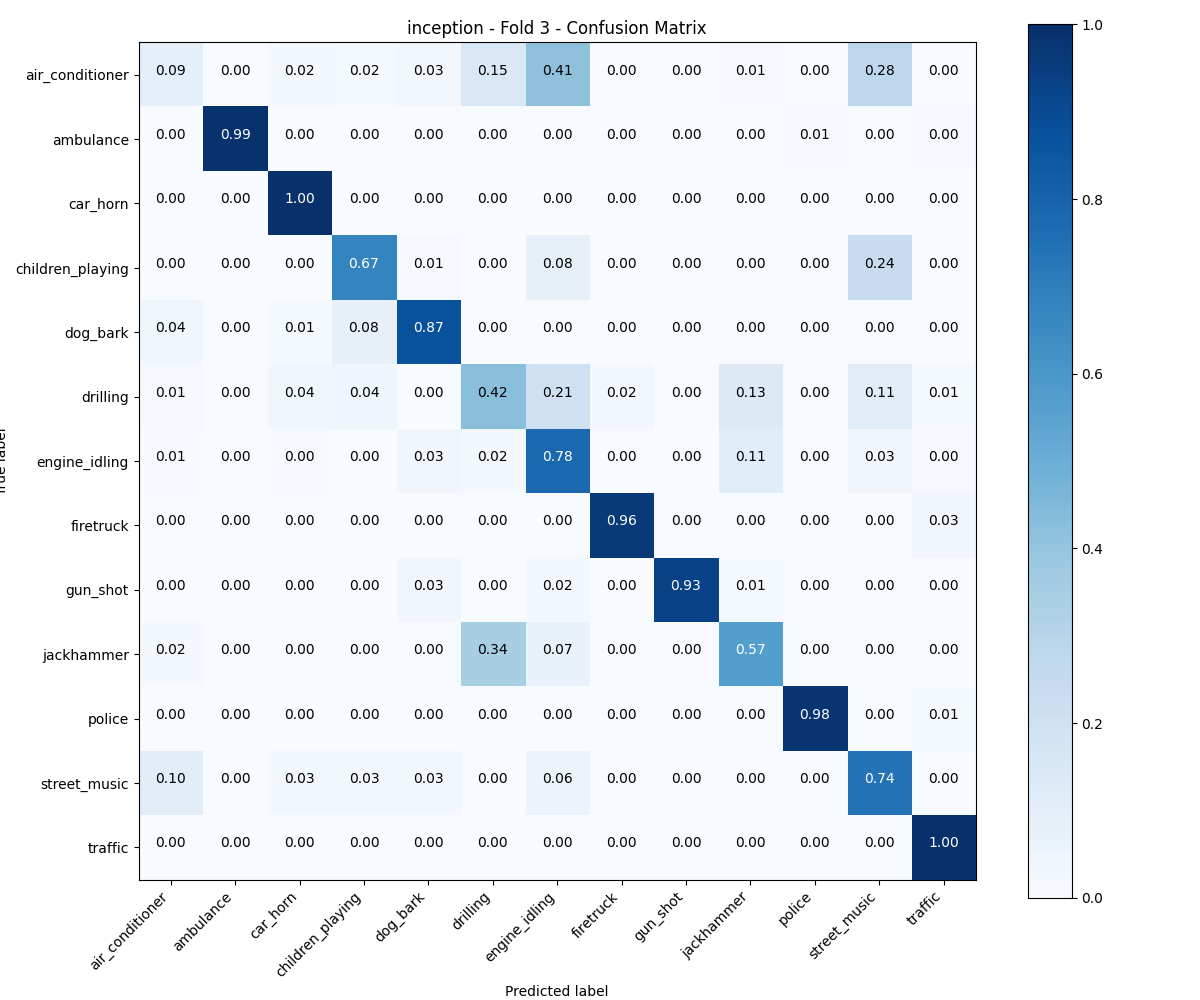 inception - Fold 3 - Confusion Matrix
air_conditioner 0.09 0.00 0.02 0.02 0.03 0.15 0.41 0.00 0.00 0.01 0.00 0.28 0.00
ambulance 0.00 0.99 0.00 0.00 0.00 0.00 0.00 0.00 0.00 0.00 0.01 0.00 0.00
car_horn 0.00 0.00 1.00 0.00 0.00 0.00 0.00 0.00 0.00 0.00 0.00 0.00 0.00
children_playing 0.00 0.00 0.00 0.67 0.01 0.00 0.08 0.00 0.00 0.00 0.00 0.24 0.00
dog_bark 0.04 0.00 0.01 0.08 0.87 0.00 0.00 0.00 0.00 0.00 0.00 0.00 0.00
drilling 0.01 0.00 0.04 0.04 0.00 0.42 0.21 0.02 0.00 0.13 0.00 0.11 0.01
engine_idling 0.01 0.00 0.00 0.00 0.03 0.02 0.78 0.00 0.00 0.11 0.00 0.03 0.00
firetruck 0.00 0.00 0.00 0.00 0.00 0.00 0.00 0.96 0.00 0.00 0.00 0.00 0.03
gun_shot 0.00 0.00 0.00 0.00 0.03 0.00 0.02 0.00 0.93 0.01 0.00 0.00 0.00
jackhammer 0.02 0.00 0.00 0.00 0.00 0.34 0.07 0.00 0.00 0.57 0.00 0.00 0.00
police 0.00 0.00 0.00 0.00 0.00 0.00 0.00 0.00 0.00 0.00 0.98 0.00 0.01
street_music 0.10 0.00 0.03 0.03 0.03 0.00 0.06 0.00 0.00 0.00 0.00 0.74 0.00
traffic 0.00 0.00 0.00 0.00 0.00 0.00 0.00 0.00 0.00 0.00 0.00 0.00 1.00
air_conditioner ambulance car_horn children_playing dog_bark drilling engine_idling firetruck gun_shot jackhammer police street_music traffic
Predicted label
label
1.0
0.8
0.6
0.4
0.2
0.0